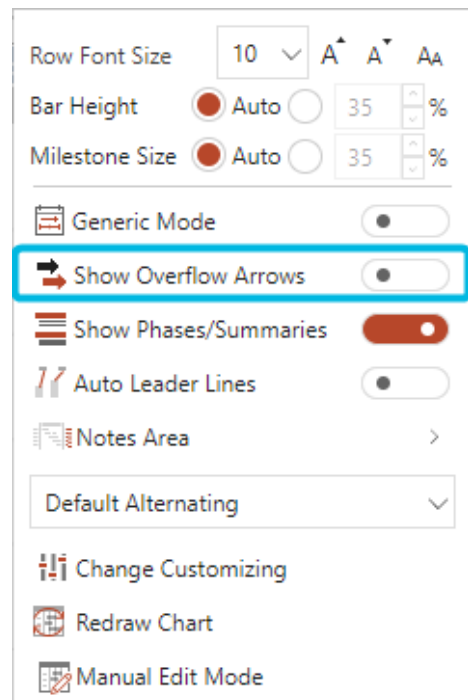 Row Font Size 10 A A AA
Bar Height Auto 35 %
Milestone Size Auto 35 %
Generic Mode
Show Overflow Arrows
Show Phases/Summaries
Auto Leader Lines
Notes Area
Default Alternating
Change Customizing
Redraw Chart
Manual Edit Mode